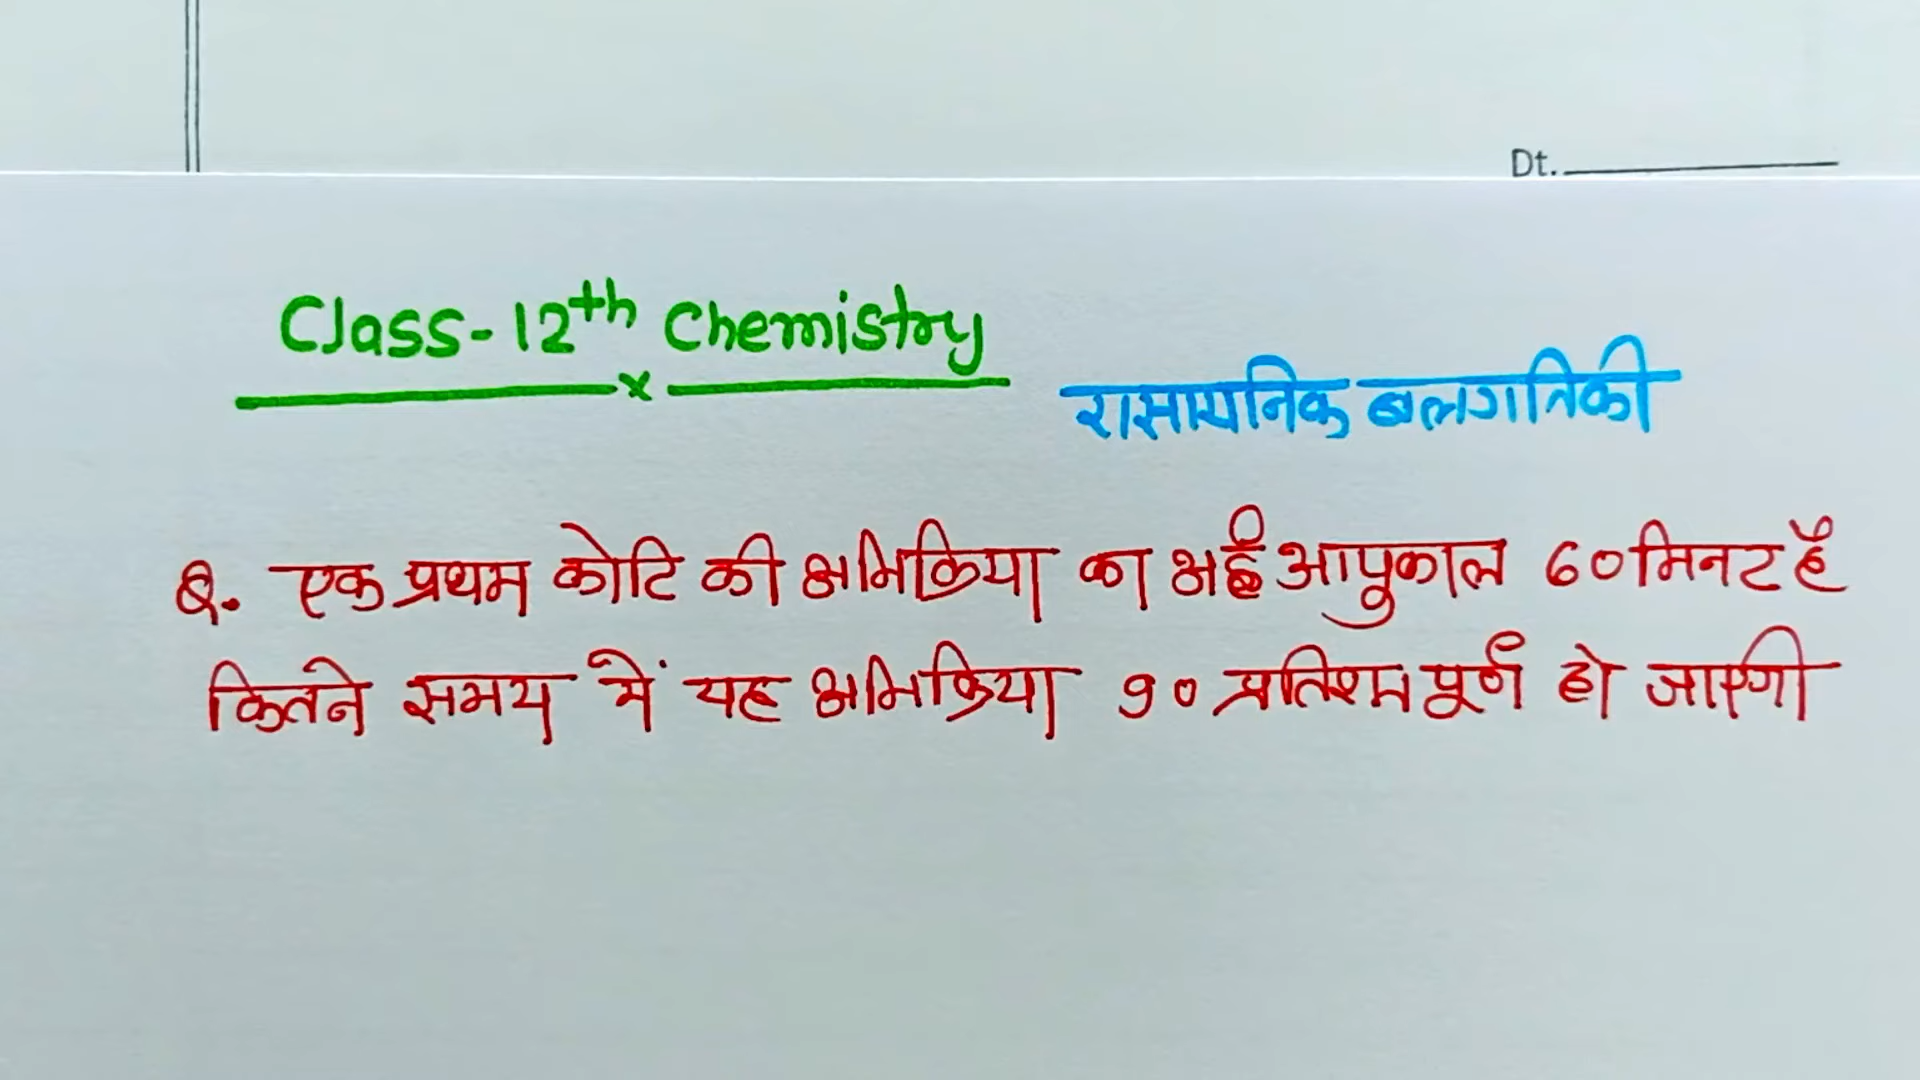 Dt.
Class-12th Chemistry
x
रासायनिक बलगतिकी
Q. एक प्रथम कोटि की अभिक्रिया का अर्द्ध आयुकाल 60 मिनट है
कितने समय में यह अभिक्रिया 90 प्रतिशत पूर्ण हो जाएगी